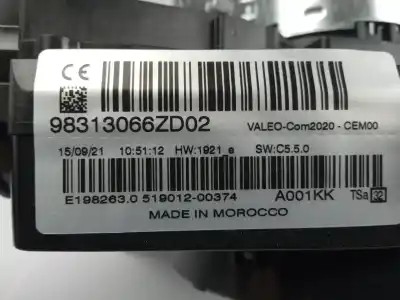 CE
98313066ZD02 VALEO-Com2020 - CEM00
15/09/21 10:51:12 HW:1921_e SW:C5.5.0
E198263.0 519012-00374 A001KK TSa 32
MADE IN MOROCCO